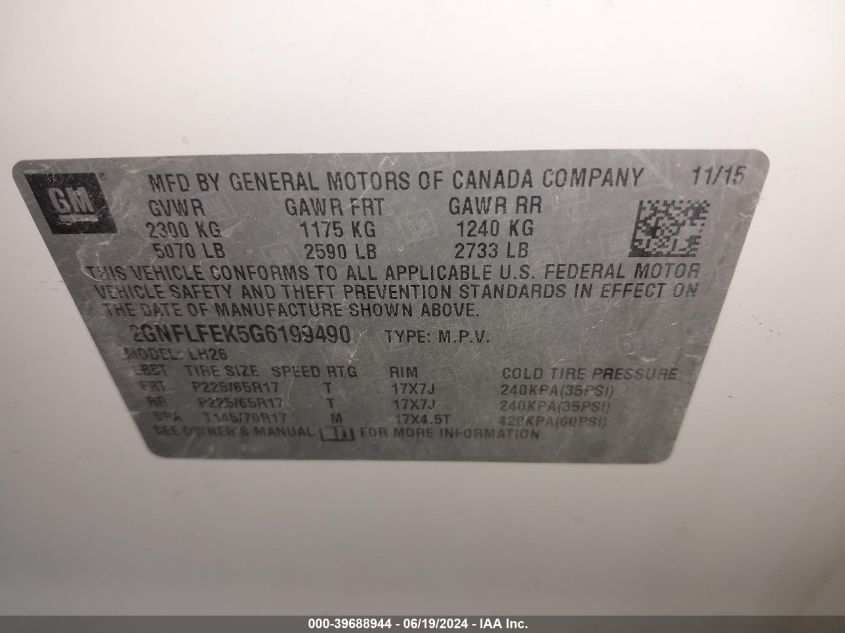 GM ® MFD BY GENERAL MOTORS OF CANADA COMPANY 11/15
GVWR GAWR FRT GAWR RR
2300 KG 1175 KG 1240 KG
5070 LB 2590 LB 2733 LB
THIS VEHICLE CONFORMS TO ALL APPLICABLE U.S. FEDERAL MOTOR
VEHICLE SAFETY AND THEFT PREVENTION STANDARDS IN EFFECT ON
THE DATE OF MANUFACTURE SHOWN ABOVE.
2GNFLFEK5G6199490 TYPE: M.P.V.
MODEL: LH26
TIRE SIZE SPEED RTG RIM COLD TIRE PRESSURE
FRT P225/65R17 T 17X7J 240KPA(35PSI)
RR P225/65R17 T 17X7J 240KPA(35PSI)
SPA T145/70R17 M 17X4.5T 420KPA(60PSI)
SEE OWNER'S MANUAL FOR MORE INFORMATION
000-39688944 - 06/19/2024 - IAA Inc.